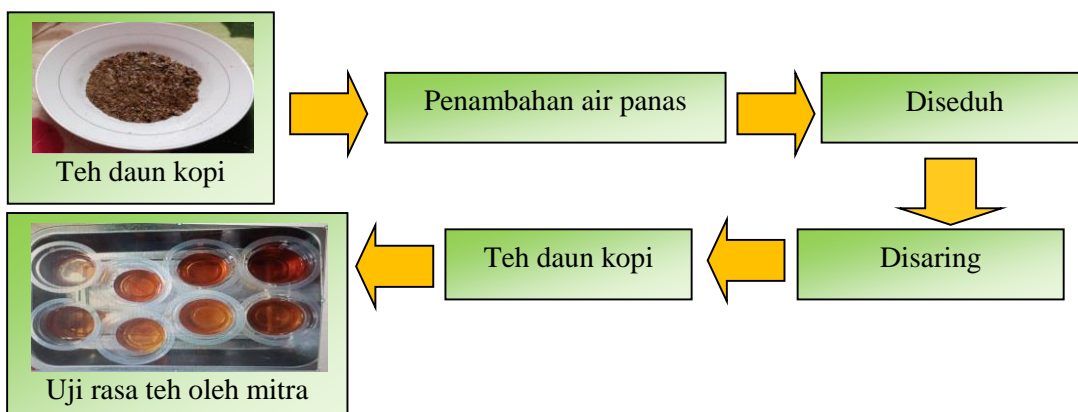 Teh daun kopi
Penambahan air panas
Diseduh
Disaring
Teh daun kopi
Uji rasa teh oleh mitra